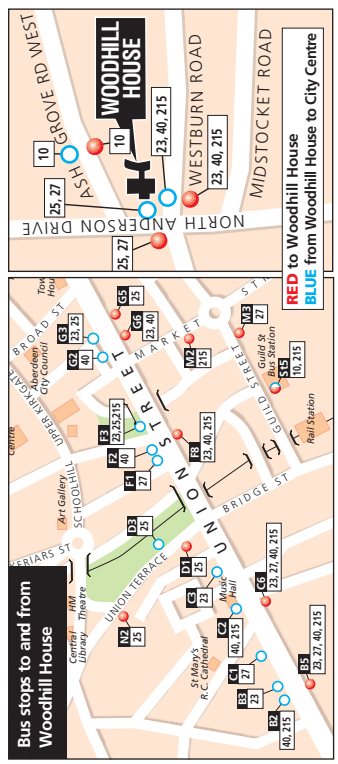 Bus stops to and from
Woodhill House
KERIARS ST
HM
Theatre
Central
Library
Art Gallery
SCHOOLHILL
Centre
UPPERKIRKGATE
BROAD ST
Aberdeen
City Council
Tow
Hou
G3
23, 25
G2
40
G5
25
G6
23, 40
F3
23,25,215
F2
40
F1
27
D3
25
UNION TERRACE
N2
25
D1
25
UNION STREET
MARKET
ST
M2
215
M3
27
GUILD STREET
Guild St
Bus Station
St15
10, 215
Rail Station
F8
23, 40, 215
BRIDGE ST
C3
23
Music
Hall
C2
40, 215
C6
23, 27, 40, 215
St Mary's
R.C. Cathedral
C1
27
B3
23
B2
40, 215
B5
23, 27, 40, 215
ASHGROVE RD WEST
10
10
WOODHILL
HOUSE
25, 27
23, 40, 215
25, 27
23, 40, 215
NORTH ANDERSON DRIVE
WESTBURN ROAD
MIDSTOCKET ROAD
RED to Woodhill House
BLUE from Woodhill House to City Centre